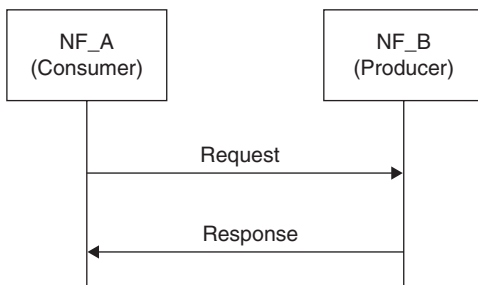 NF_A
(Consumer)
NF_B
(Producer)
Request
Response